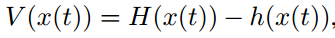 V(x(t)) = H(x(t)) − h(x(t)),